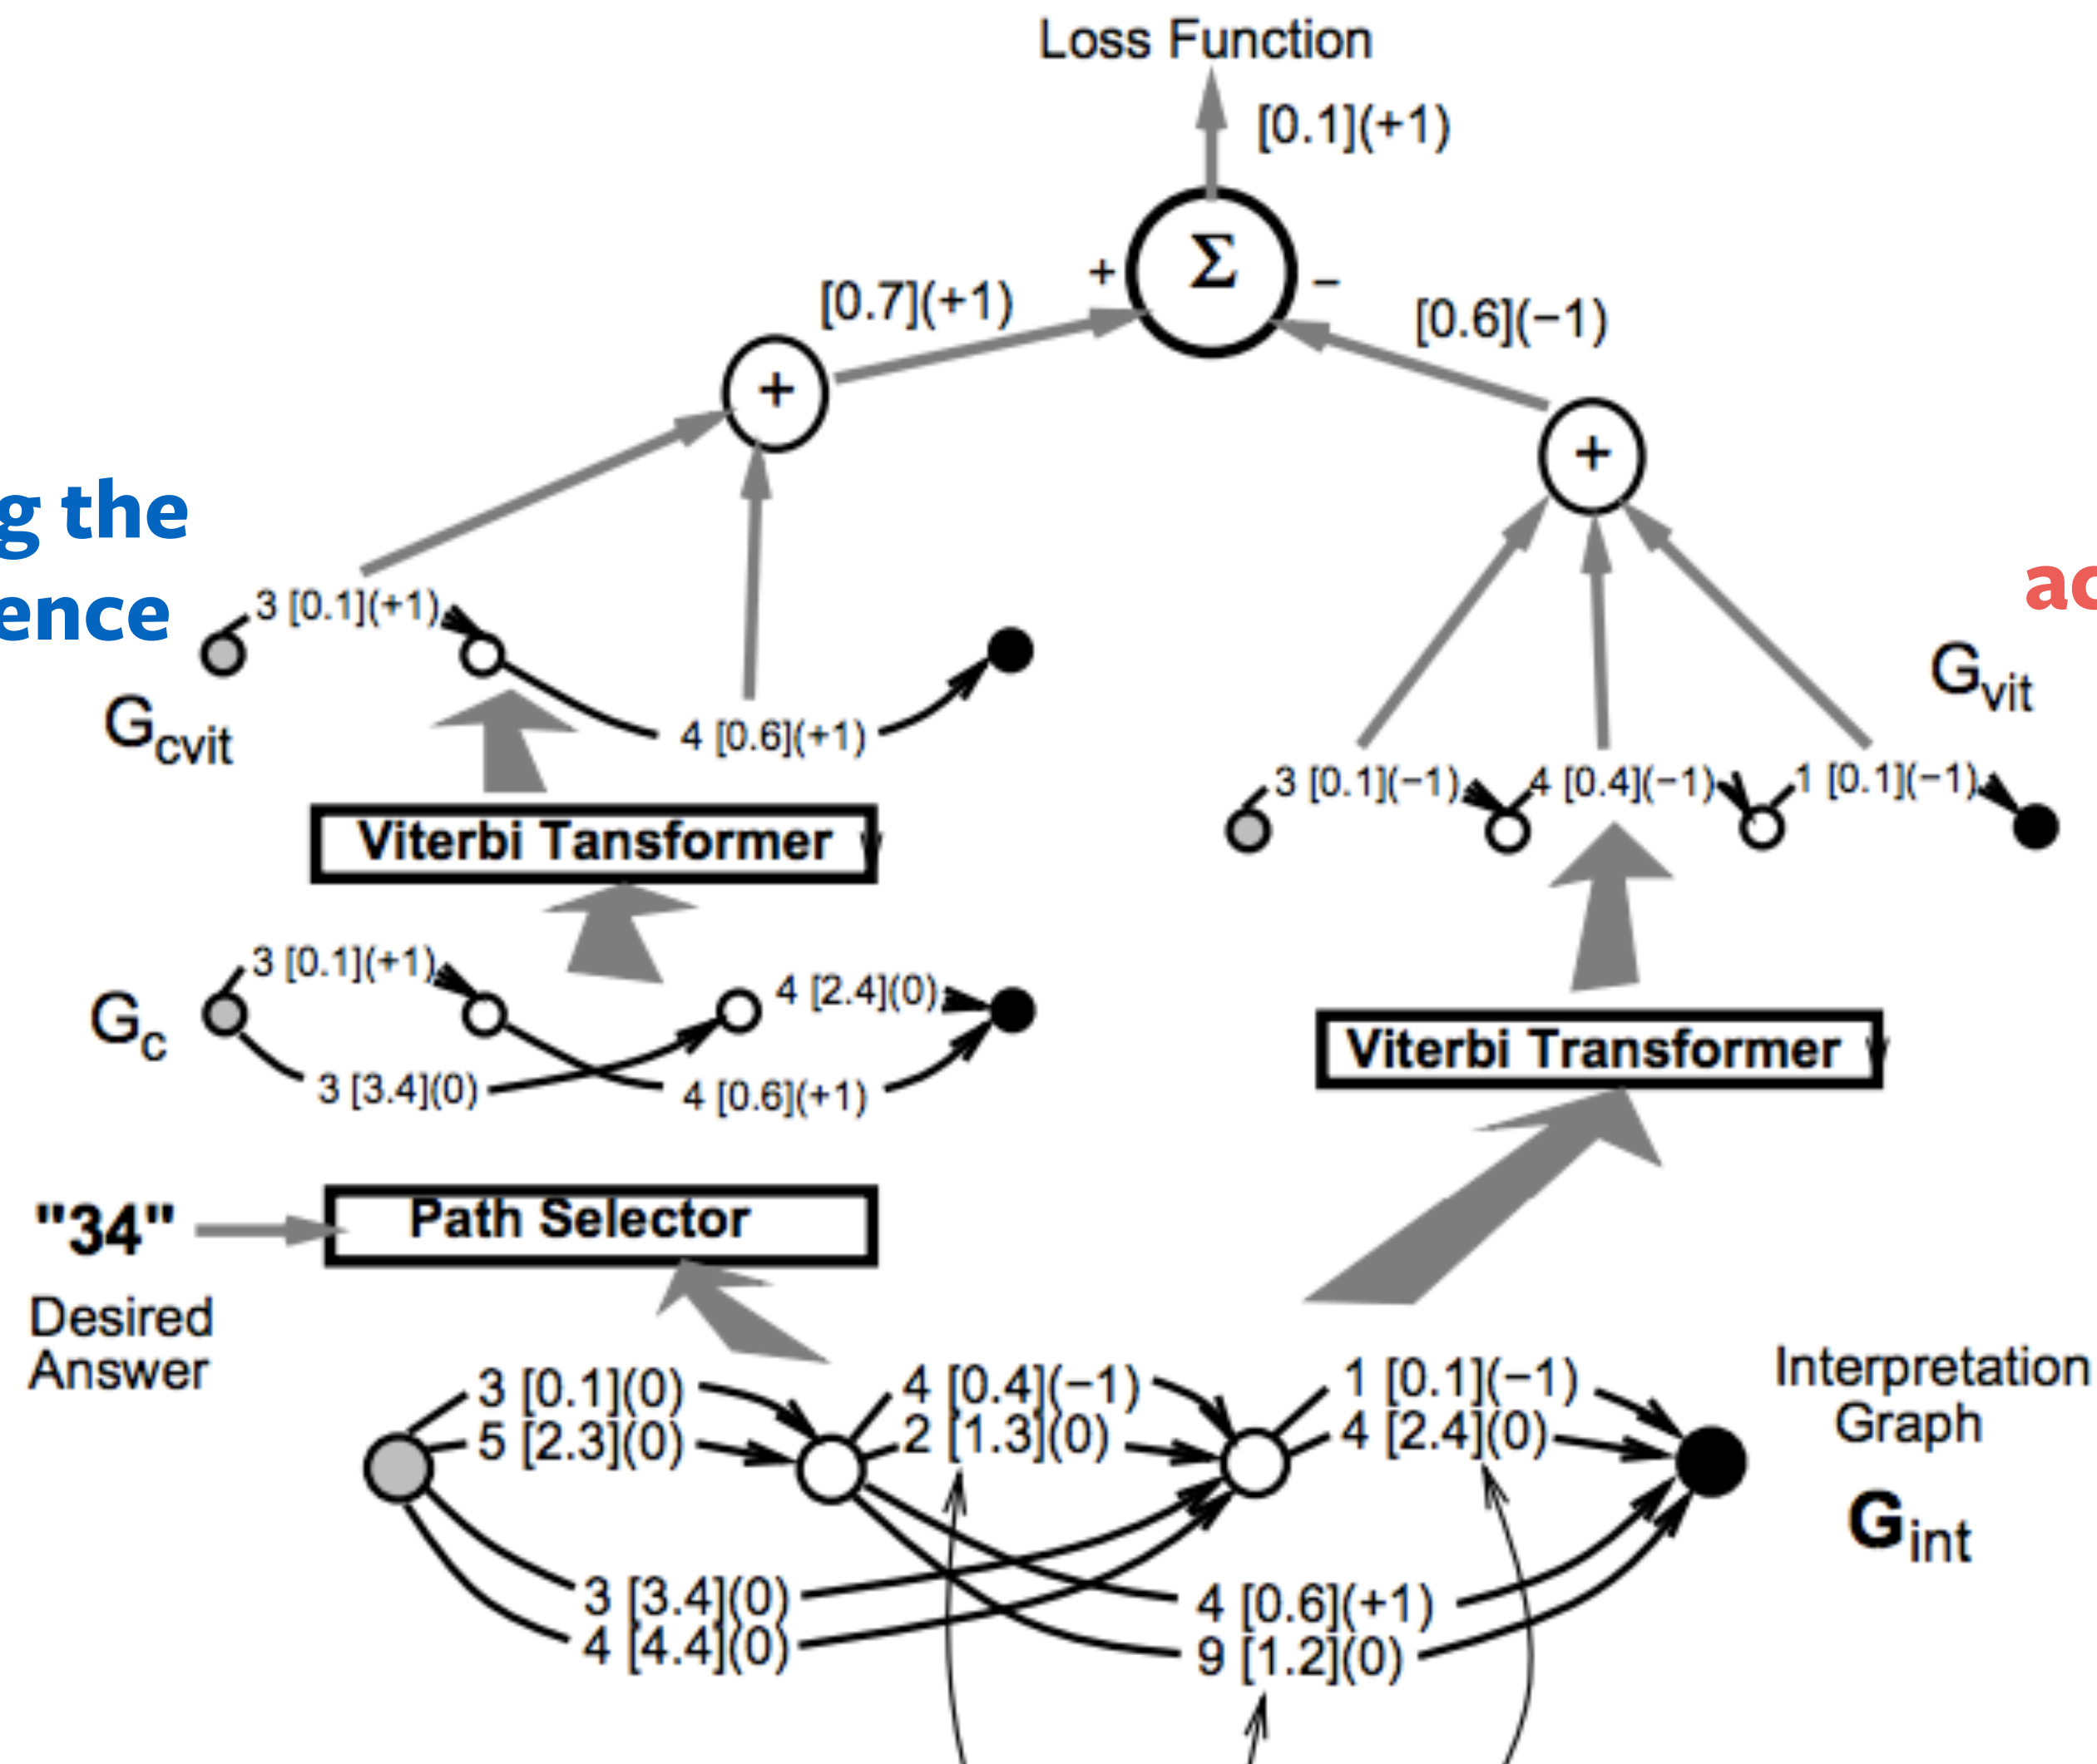 Loss Function
[0.1](+1)
Σ
+
−
[0.7](+1)
[0.6](−1)
+
+
g the
ence
ac
3 [0.1](+1)
4 [0.6](+1)
Gcvit
Gvit
3 [0.1](−1)
4 [0.4](−1)
1 [0.1](−1)
Viterbi Tansformer
3 [0.1](+1)
4 [2.4](0)
Gc
3 [3.4](0)
4 [0.6](+1)
Viterbi Transformer
"34"
Path Selector
Desired
Answer
3 [0.1](0)
4 [0.4](−1)
1 [0.1](−1)
5 [2.3](0)
2 [1.3](0)
4 [2.4](0)
Interpretation
Graph
Gint
3 [3.4](0)
4 [0.6](+1)
4 [4.4](0)
9 [1.2](0)